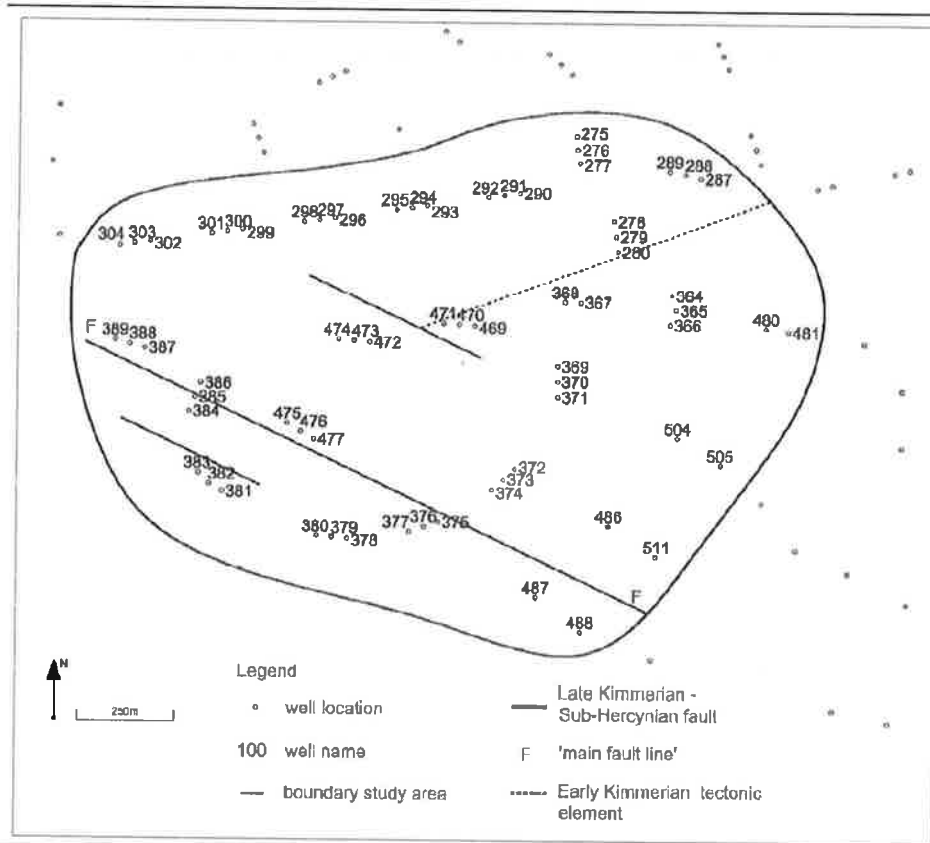 275
276
277
289 288 287
292 291 290
295 294 293
298 297 296
301 300 299
304 303 302
278
279
280
368 367
364
365
366
480 481
471 470 469
474 473 472
F
389 388 387
386
385
384
369
370
371
475 476 477
504
505
383 382 381
372
373
374
377 376 375
380 379 378
486
511
487
488
F
N
250m
Legend
well location
100 well name
boundary study area
Late Kimmerian -
Sub-Hercynian fault
F 'main fault line'
Early Kimmerian tectonic
element